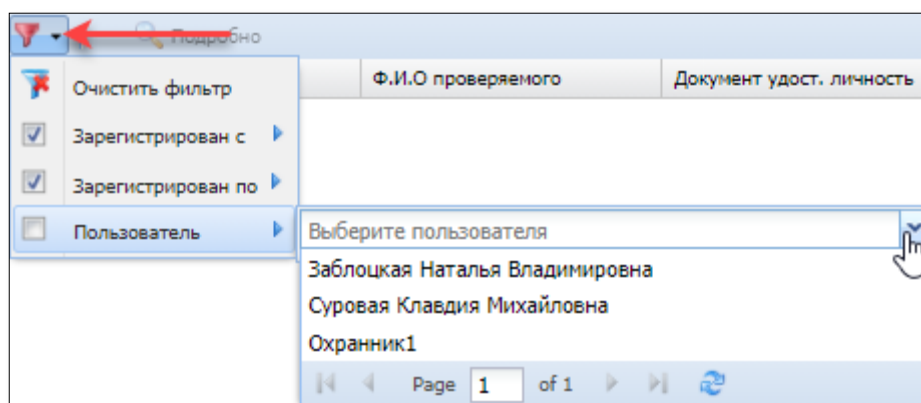 Подробно
Очистить фильтр
Ф.И.О проверяемого
Документ удост. личность
Зарегистрирован с
Зарегистрирован по
Пользователь
Выберите пользователя
Заблоцкая Наталья Владимировна
Суровая Клавдия Михайловна
Охранник1
Page 1 of 1